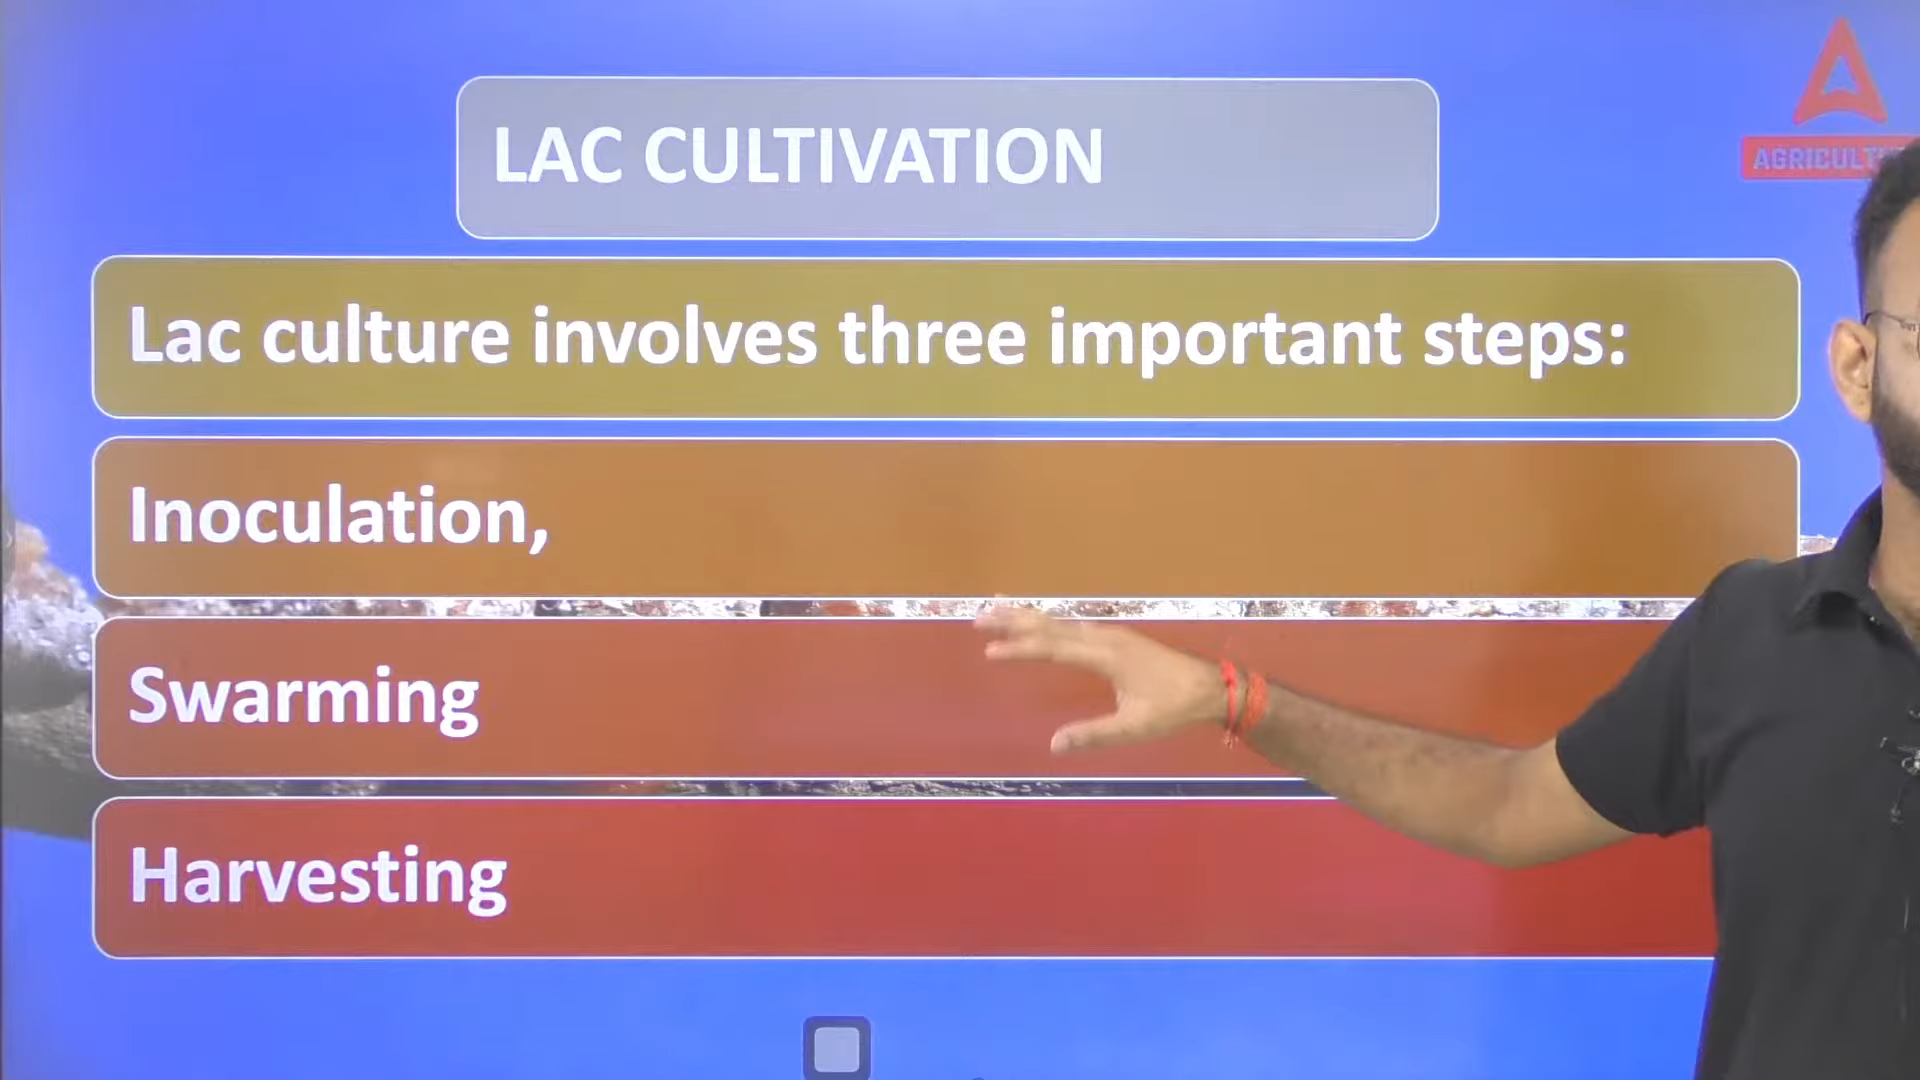 LAC CULTIVATION
Lac culture involves three important steps:
Inoculation,
Swarming
Harvesting